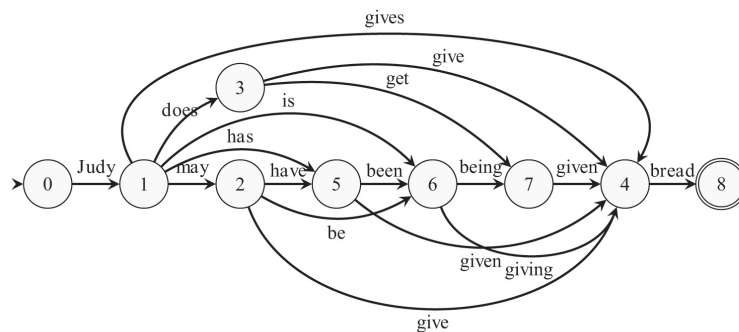 gives
give
3
get
does
is
has
0 Judy 1 may 2 have 5 been 6 being 7 given 4 bread 8
be
given
giving
give